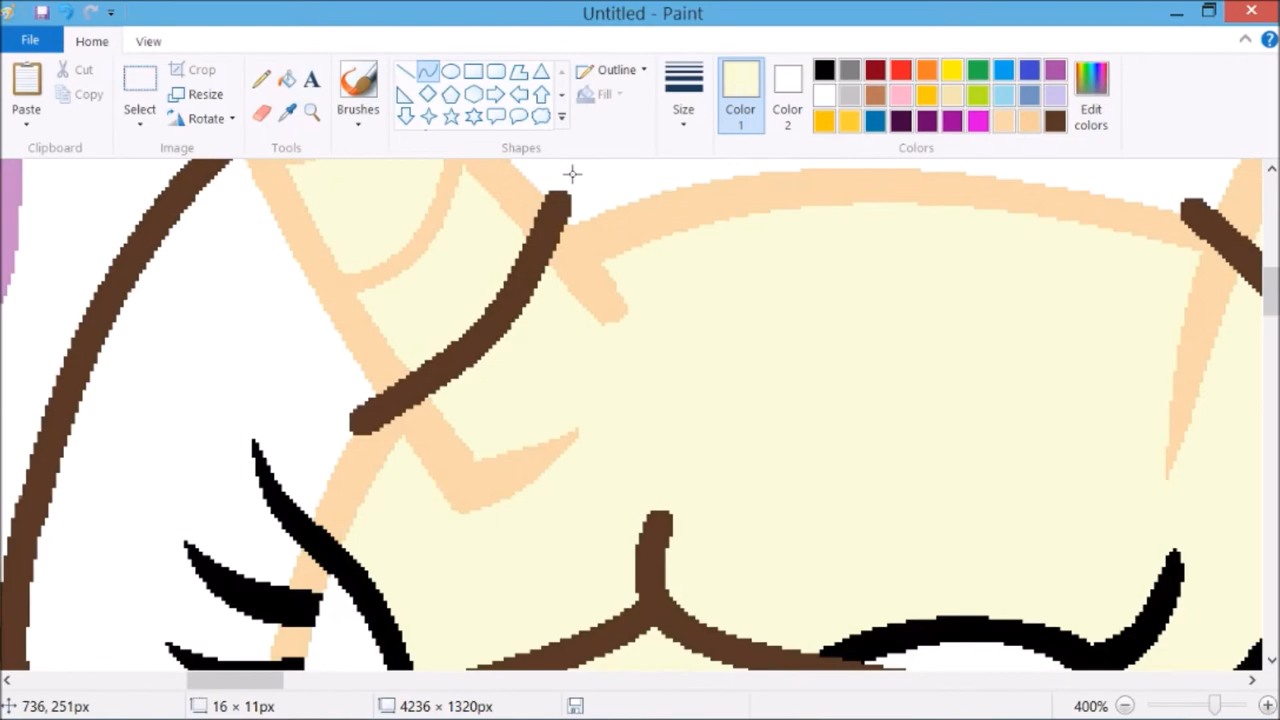 Untitled - Paint
File Home View
Paste
Cut
Copy
Clipboard
Select
Crop
Resize
Rotate
Image
A
Tools
Brushes
Outline
Fill
Shapes
Size
Color 1
Color 2
Edit colors
Colors
736, 251px 16 × 11px 4236 × 1320px 400%